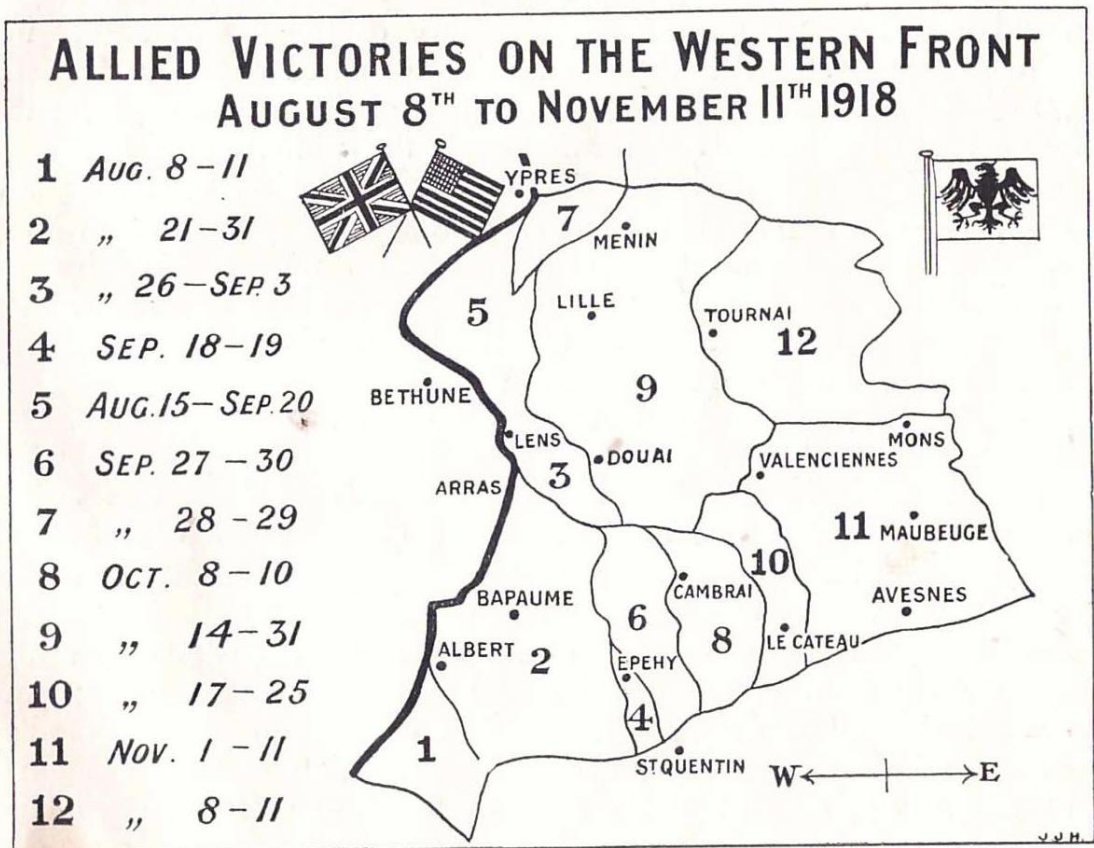 ALLIED VICTORIES ON THE WESTERN FRONT
AUGUST 8TH TO NOVEMBER 11TH 1918
1 AUG. 8-11
2 „ 21-31
3 „ 26-SEP. 3
4 SEP. 18-19
5 AUG. 15-SEP. 20
6 SEP. 27-30
7 „ 28-29
8 OCT. 8-10
9 „ 14-31
10 „ 17-25
11 NOV. 1-11
12 „ 8-11
YPRES
7
MENIN
5
LILLE
TOURNAI
12
BETHUNE
9
LENS
MONS
3
DOUAI
VALENCIENNES
ARRAS
11
MAUBEUGE
10
BAPAUME
CAMBRAI
AVESNES
6
8
LE CATEAU
ALBERT
2
EPEHY
4
1
ST QUENTIN
W E
J J H.